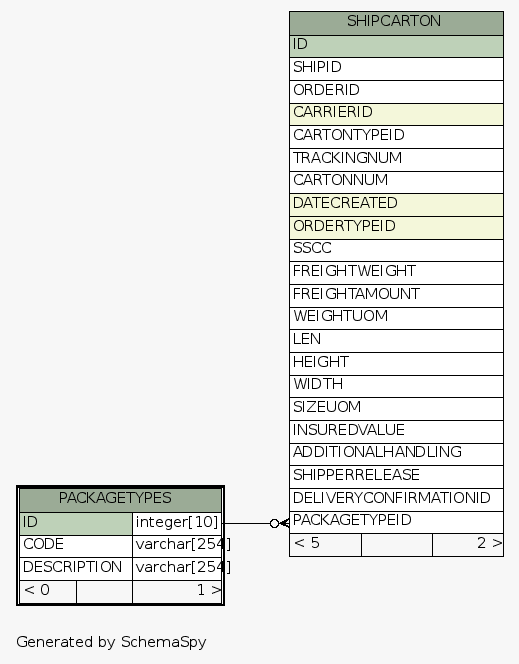 SHIPCARTON
ID
SHIPID
ORDERID
CARRIERID
CARTONTYPEID
TRACKINGNUM
CARTONNUM
DATECREATED
ORDERTYPEID
SSCC
FREIGHTWEIGHT
FREIGHTAMOUNT
WEIGHTUOM
LEN
HEIGHT
WIDTH
SIZEUOM
INSUREDVALUE
ADDITIONALHANDLING
SHIPPERRELEASE
DELIVERYCONFIRMATIONID
PACKAGETYPEID
< 5 2 >
PACKAGETYPES
ID integer[10]
CODE varchar[254]
DESCRIPTION varchar[254]
< 0 1 >
Generated by SchemaSpy